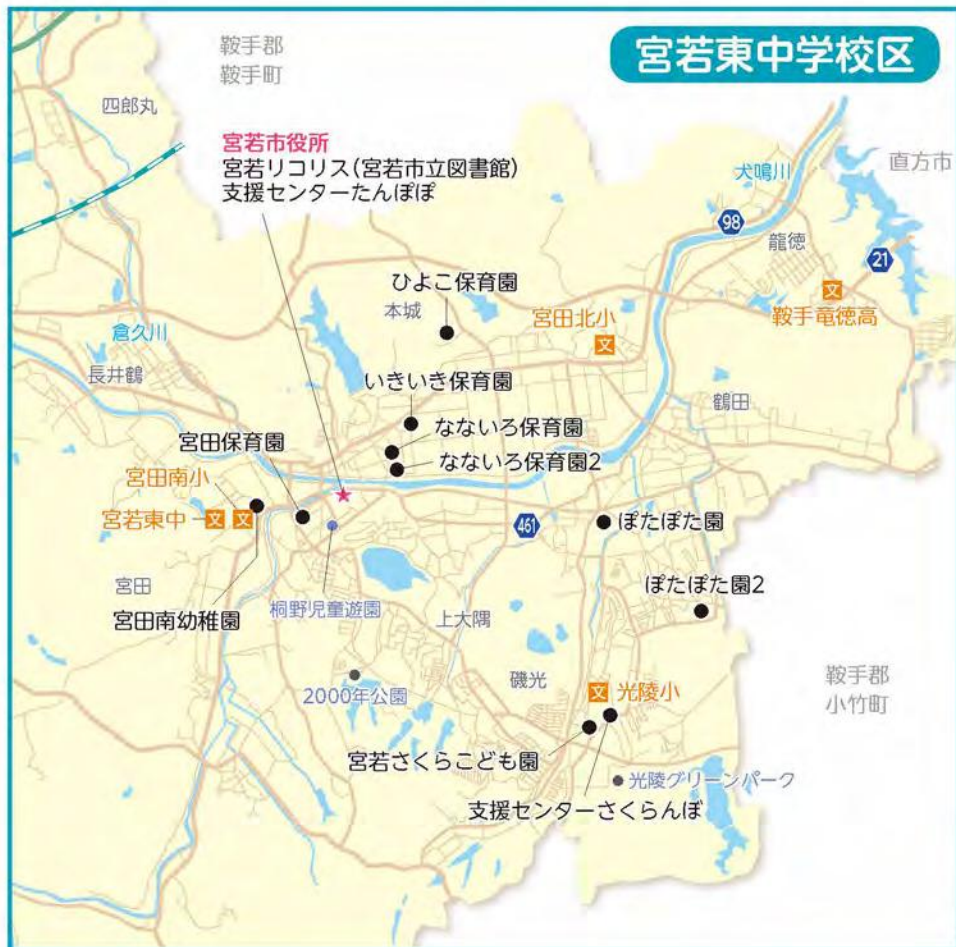 宮若東中学校区
鞍手郡
鞍手町
四郎丸
宮若市役所
宮若リコリス(宮若市立図書館)
支援センターたんぽぽ
犬鳴川
直方市
98
龍徳
21
ひよこ保育園
本城
宮田北小
文
文
鞍手竜徳高
倉久川
長井鶴
いきいき保育園
鶴田
なないろ保育園
宮田保育園
なないろ保育園2
宮田南小
宮若東中
文
文
461
ぽたぽた園
宮田
桐野児童遊園
ぽたぽた園2
宮田南幼稚園
上大隈
磯光
鞍手郡
小竹町
2000年公園
文
光陵小
宮若さくらこども園
光陵グリーンパーク
支援センターさくらんぼ